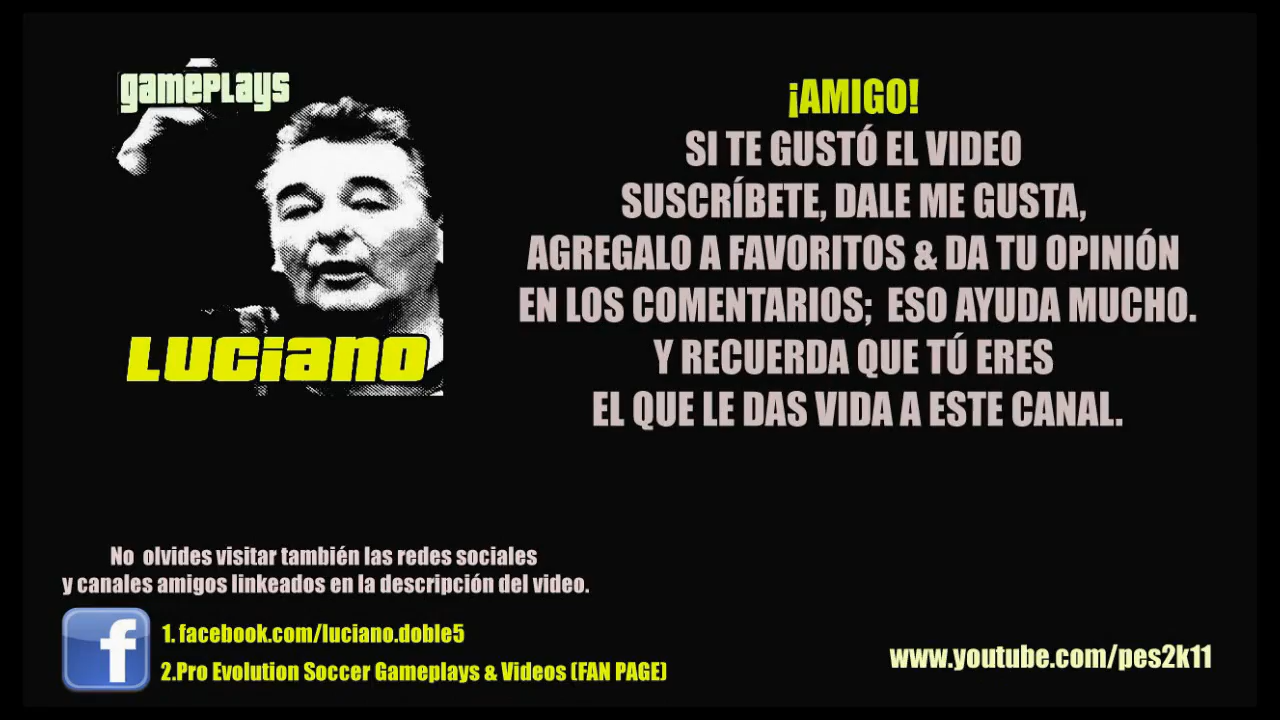 gamePLays
LUCiano
¡AMIGO!
SI TE GUSTÓ EL VIDEO
SUSCRÍBETE, DALE ME GUSTA,
AGREGALO A FAVORITOS & DA TU OPINIÓN
EN LOS COMENTARIOS; ESO AYUDA MUCHO.
Y RECUERDA QUE TÚ ERES
EL QUE LE DAS VIDA A ESTE CANAL.
No olvides visitar también las redes sociales
y canales amigos linkeados en la descripción del video.
f
1. facebook.com/luciano.doble5
2.Pro Evolution Soccer Gameplays & Videos (FAN PAGE)
www.youtube.com/pes2k11